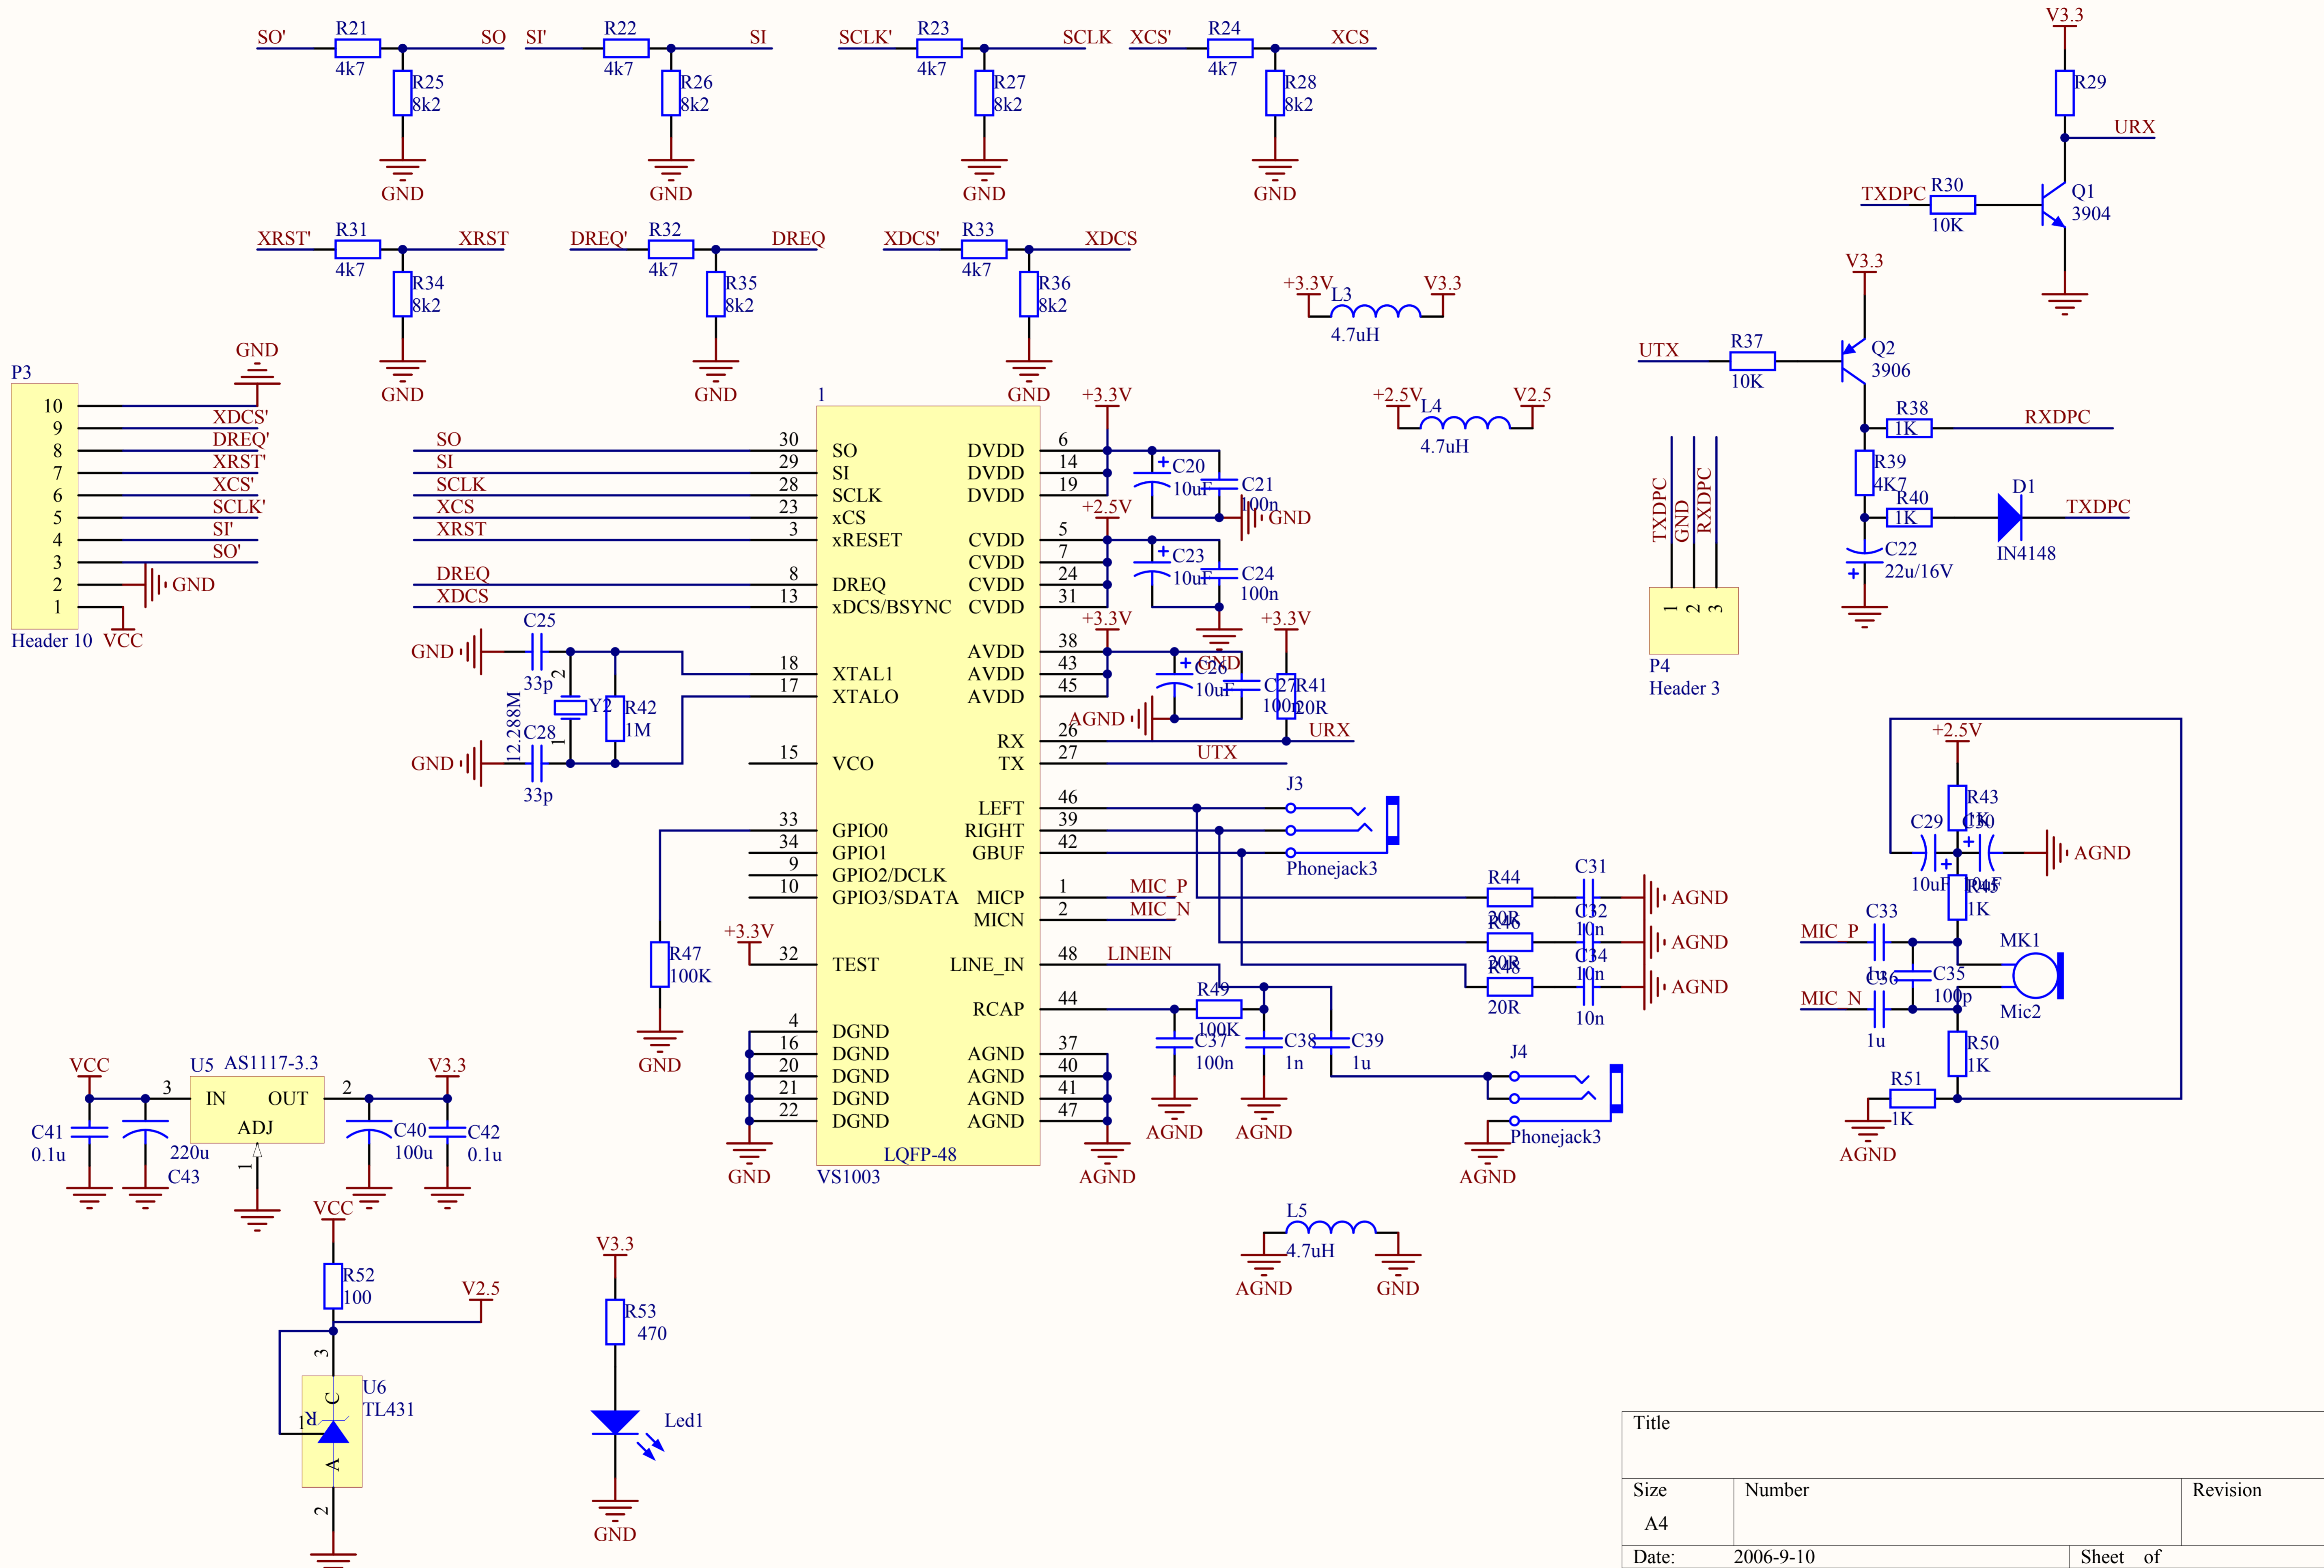 SO' R21 SO SI' R22 SI SCLK' R23 SCLK XCS' R24 XCS
4k7 4k7 4k7 4k7
R25 R26 R27 R28
8k2 8k2 8k2 8k2
GND GND GND GND
V3.3
R29
URX
TXDPC R30 Q1
10K 3904
XRST' R31 XRST DREQ' R32 DREQ XDCS' R33 XDCS
4k7 4k7 4k7
R34 R35 R36
8k2 8k2 8k2
GND GND GND
+3.3V L3 V3.3
4.7uH
+2.5V L4 V2.5
4.7uH
V3.3
UTX R37 Q2
10K 3906
R38 RXDPC
1K
R39
4K7
R40 D1 TXDPC
1K IN4148
C22
22u/16V
TXDPC GND RXDPC
1 2 3
P4
Header 3
P3
GND
10
9 XDCS'
8 DREQ'
7 XRST'
6 XCS'
5 SCLK'
4 SI'
3 SO'
2 GND
1
Header 10 VCC
1
SO 30 SO
SI 29 SI
SCLK 28 SCLK
XCS 23 xCS
XRST 3 xRESET
DREQ 8 DREQ
XDCS 13 xDCS/BSYNC
18 XTAL1
17 XTALO
15 VCO
33 GPIO0
34 GPIO1
9 GPIO2/DCLK
10 GPIO3/SDATA
+3.3V 32 TEST
4 DGND
16 DGND
20 DGND
21 DGND
22 DGND
GND
LQFP-48
VS1003
GND C25
33p
2
12.288M Y2 R42
1M
1
GND C28
33p
R47
100K
GND
+3.3V
DVDD 6
DVDD 14
DVDD 19
C20 C21
10uF 100n
GND
+2.5V
CVDD 5
CVDD 7
CVDD 24
CVDD 31
C23 C24
10uF 100n
GND
+3.3V
AVDD 38
AVDD 43
AVDD 45
C26 C27
10uF 100n
AGND
+3.3V
R41
20R
RX 26 URX
TX 27 UTX
LEFT 46
RIGHT 39
GBUF 42
J3
Phonejack3
MICP 1 MIC_P
MICN 2 MIC_N
LINE_IN 48 LINEIN
RCAP 44
AGND 37
AGND 40
AGND 41
AGND 47
AGND
R44 C31 AGND
20R 10n
R46 C32 AGND
20R 10n
R48 C34 AGND
20R 10n
R49
100K
C37 C38 C39
100n 1n 1u
AGND AGND
J4
Phonejack3
AGND
+2.5V
R43
1K
C29 C30 AGND
10uF 10uF
R45
1K
MIC_P C33
1u
MK1
C35
100p
Mic2
MIC_N C36
1u
R50
1K
R51
1K
AGND
L5
4.7uH
AGND GND
VCC U5 AS1117-3.3 V3.3
3 IN OUT 2
ADJ
1
C41 C40 C42
0.1u 220u 100u 0.1u
C43
VCC
R52
100
V2.5
3
U6
TL431
C
R
1
A
2
V3.3
R53
470
Led1
GND
Title
Size Number Revision
A4
Date: 2006-9-10 Sheet of